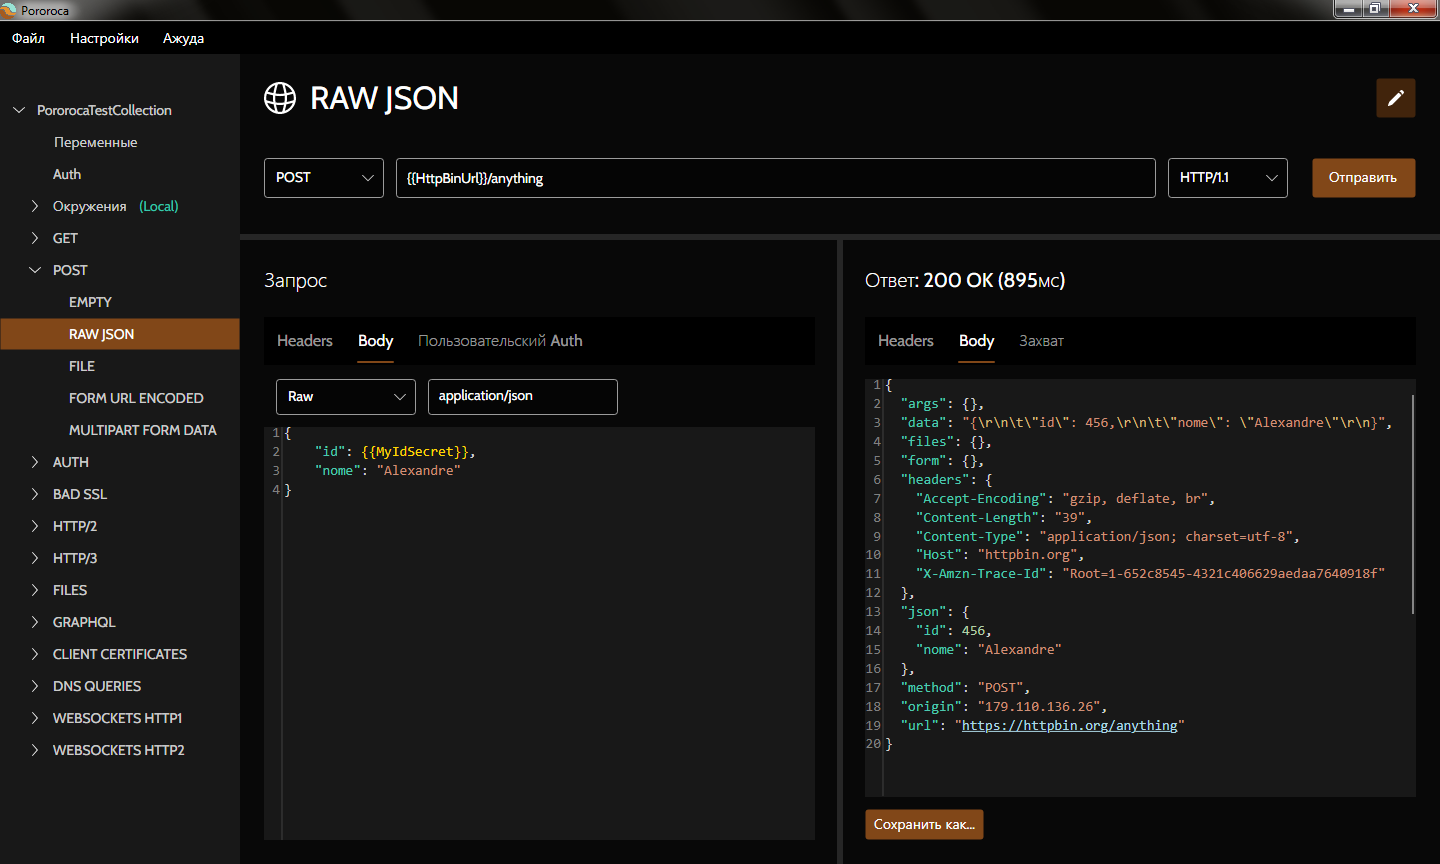 Pororoca
Файл Настройки Ажуда
PororocaTestCollection
Переменные
Auth
Окружения (Local)
GET
POST
EMPTY
RAW JSON
FILE
FORM URL ENCODED
MULTIPART FORM DATA
AUTH
BAD SSL
HTTP/2
HTTP/3
FILES
GRAPHQL
CLIENT CERTIFICATES
DNS QUERIES
WEBSOCKETS HTTP1
WEBSOCKETS HTTP2
RAW JSON
POST {{HttpBinUrl}}/anything HTTP/1.1 Отправить
Запрос
Headers Body Пользовательский Auth
Raw application/json
1 {
2 "id": {{MyIdSecret}},
3 "nome": "Alexandre"
4 }
Ответ: 200 OK (895мс)
Headers Body Захват
1 {
2 "args": {},
3 "data": "{\r\n\t\"id\": 456,\r\n\t\"nome\": \"Alexandre\"\r\n}",
4 "files": {},
5 "form": {},
6 "headers": {
7 "Accept-Encoding": "gzip, deflate, br",
8 "Content-Length": "39",
9 "Content-Type": "application/json; charset=utf-8",
10 "Host": "httpbin.org",
11 "X-Amzn-Trace-Id": "Root=1-652c8545-4321c406629aedaa7640918f"
12 },
13 "json": {
14 "id": 456,
15 "nome": "Alexandre"
16 },
17 "method": "POST",
18 "origin": "179.110.136.26",
19 "url": "https://httpbin.org/anything"
20 }
Сохранить как...